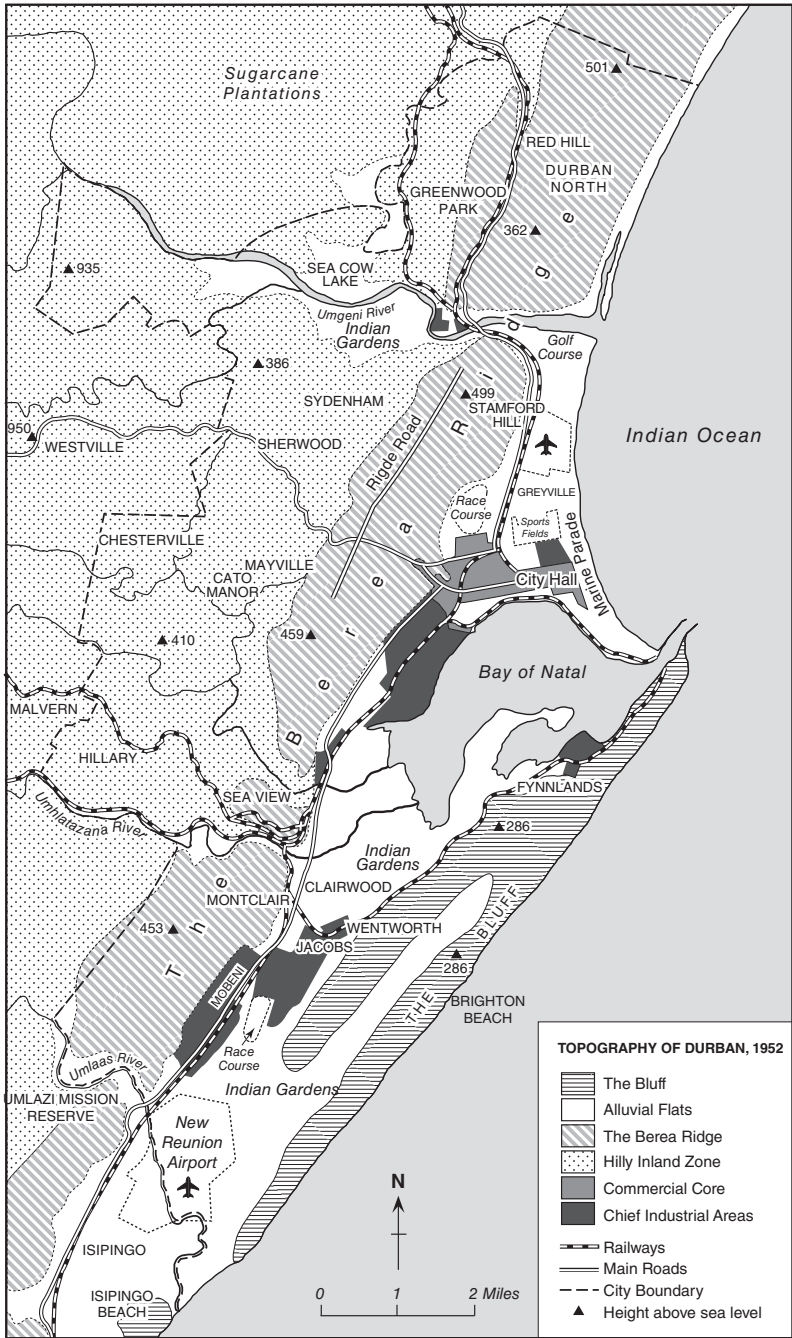 Sugarcane
Plantations
501
RED HILL
DURBAN
NORTH
GREENWOOD
PARK
362
935
SEA COW
LAKE
Umgeni River
Indian
Gardens
Golf
Course
386
499
SYDENHAM
STAMFORD
HILL
950
WESTVILLE
SHERWOOD
Rigde Road
Indian Ocean
GREYVILLE
Race
Course
Sports
Fields
CHESTERVILLE
MAYVILLE
CATO
MANOR
City Hall
Marine Parade
459
410
Bay of Natal
The Berea Ridge
MALVERN
HILLARY
SEA VIEW
FYNNLANDS
Umhlatazana River
286
Indian
Gardens
CLAIRWOOD
MONTCLAIR
453
WENTWORTH
JACOBS
THE BLUFF
286
MOBENI
BRIGHTON
BEACH
Race
Course
Umlaas River
Indian Gardens
UMLAZI MISSION
RESERVE
New
Reunion
Airport
ISIPINGO
ISIPINGO
BEACH
N
0 1 2 Miles
TOPOGRAPHY OF DURBAN, 1952
The Bluff
Alluvial Flats
The Berea Ridge
Hilly Inland Zone
Commercial Core
Chief Industrial Areas
Railways
Main Roads
City Boundary
Height above sea level